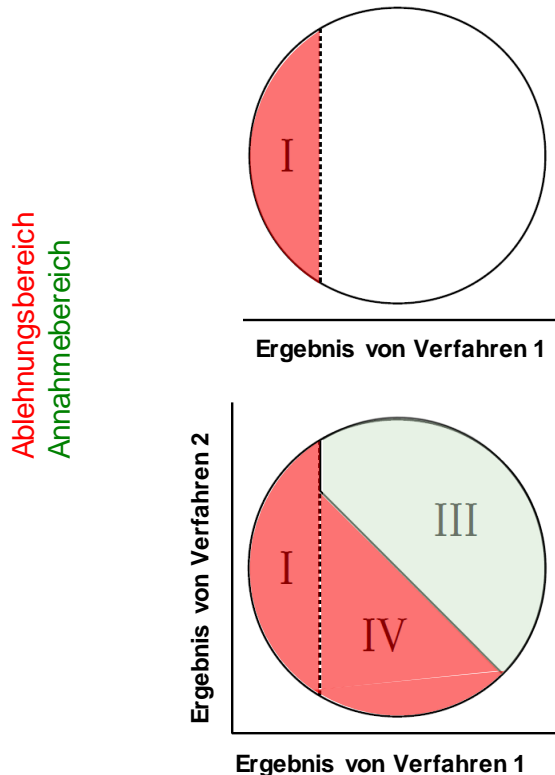 Ablehnungsbereich
Annahmebereich
I
Ergebnis von Verfahren 1
Ergebnis von Verfahren 2
I
III
IV
Ergebnis von Verfahren 1